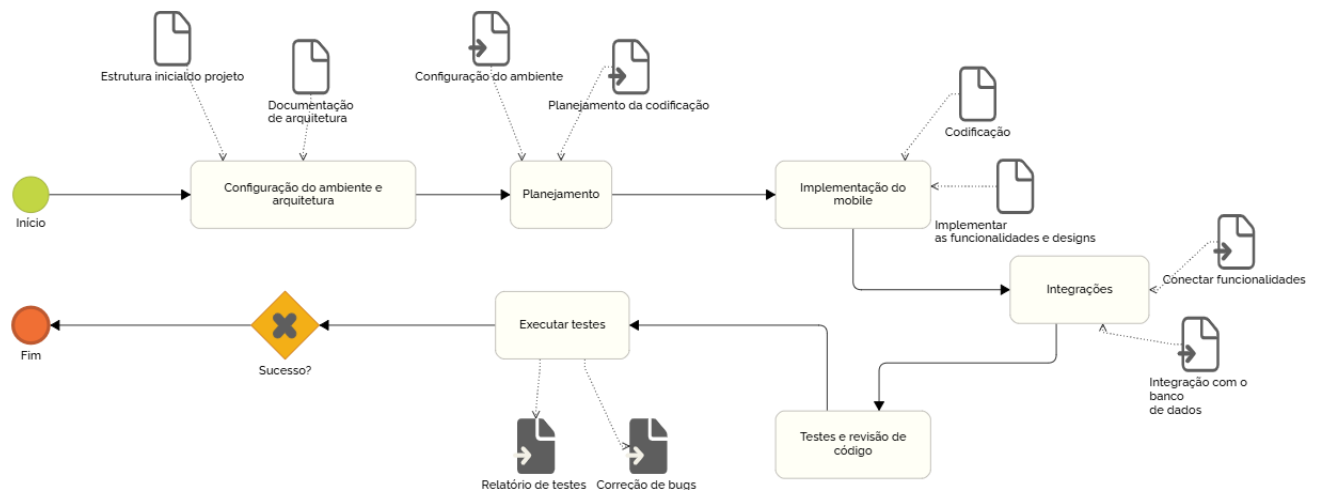 Estrutura inicialdo projeto
Documentação
de arquitetura
Configuração do ambiente
Planejamento da codificação
Codificação
Início
Configuração do ambiente e
arquitetura
Planejamento
Implementação do
mobile
Implementar
as funcionalidades e designs
Integrações
Conectar funcionalidades
Integração com o
banco
de dados
Fim
Sucesso?
Executar testes
Testes e revisão de
código
Relatório de testes
Correção de bugs